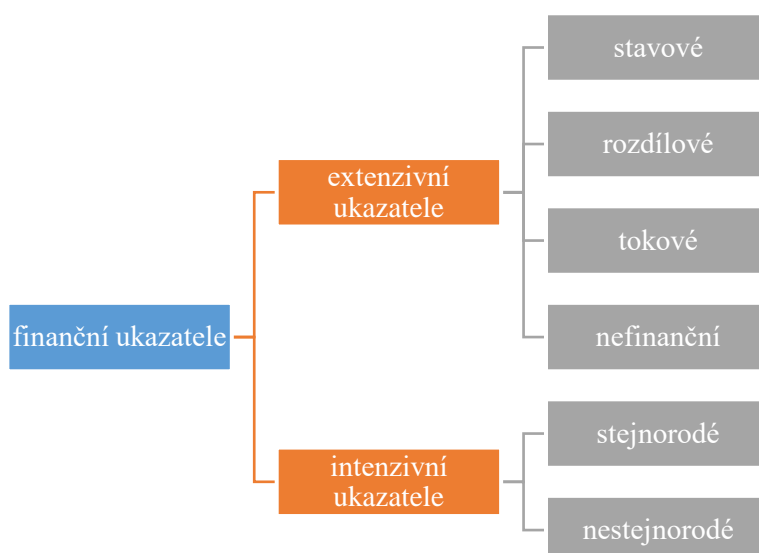 finanční ukazatele
extenzivní
ukazatele
stavové
rozdílové
tokové
nefinanční
intenzivní
ukazatele
stejnorodé
nestejnorodé